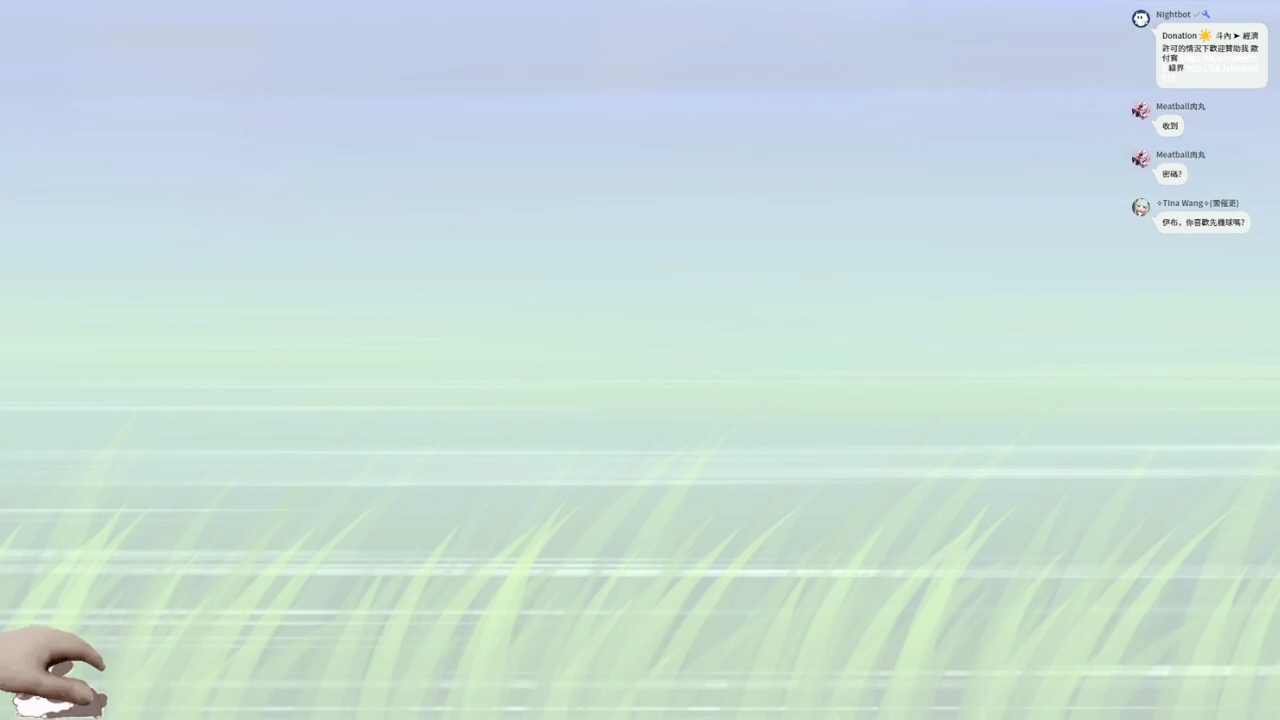 Nightbot
Donation ☀ 斗內 ➤ 經濟
許可的情況下歡迎贊助我 歐
付寶
綠界
Meatball肉丸
收到
Meatball肉丸
密碼?
✧Tina Wang✧(需催更)
伊布，你喜歡先機球嗎?